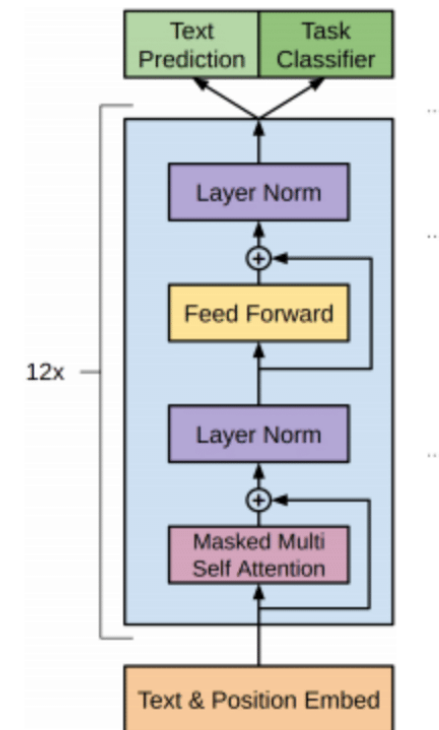 Text
Prediction
Task
Classifier
Layer Norm
Feed Forward
12x
Layer Norm
Masked Multi
Self Attention
Text & Position Embed